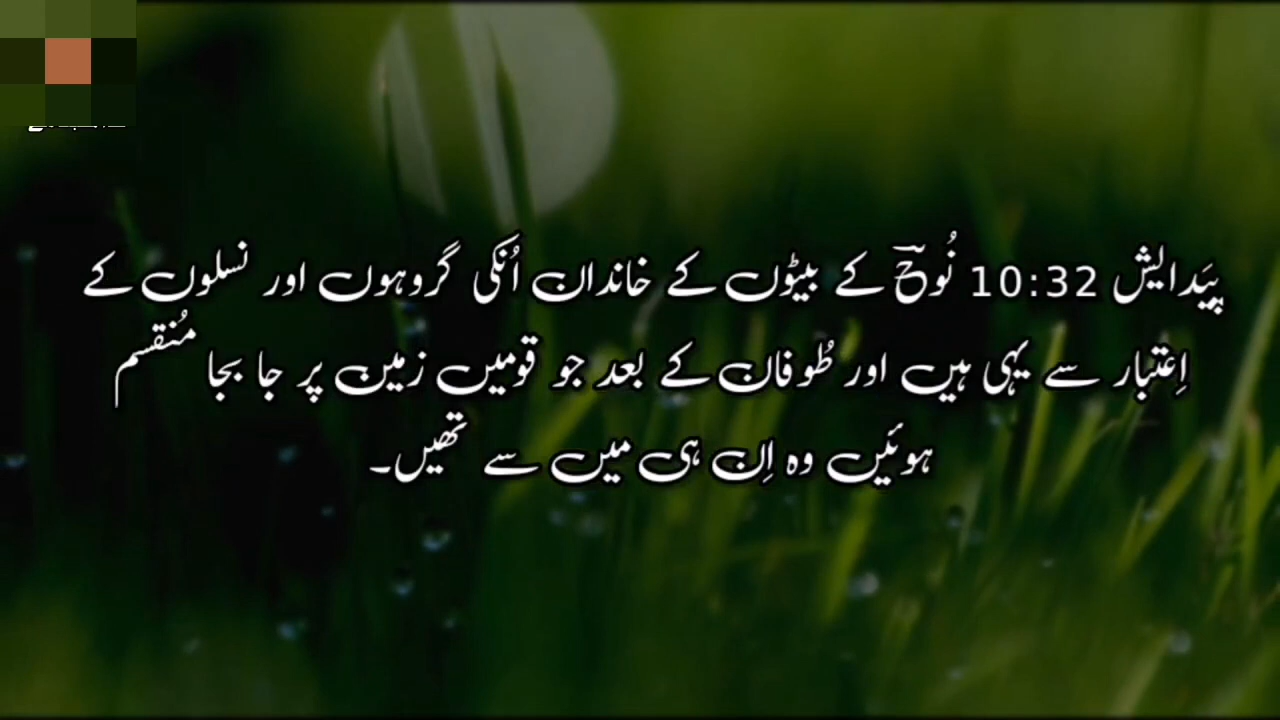 پَیدایش 10:32 نُوحؔ کے بیٹوں کے خاندان اُنکی گروہوں اور نسلوں کے
اِعتبار سے یہی ہیں اور طُوفان کے بعد جو قومیں زمین پر جا بجا مُنقسم
ہوئیں وہ اِن ہی میں سے تھیں۔